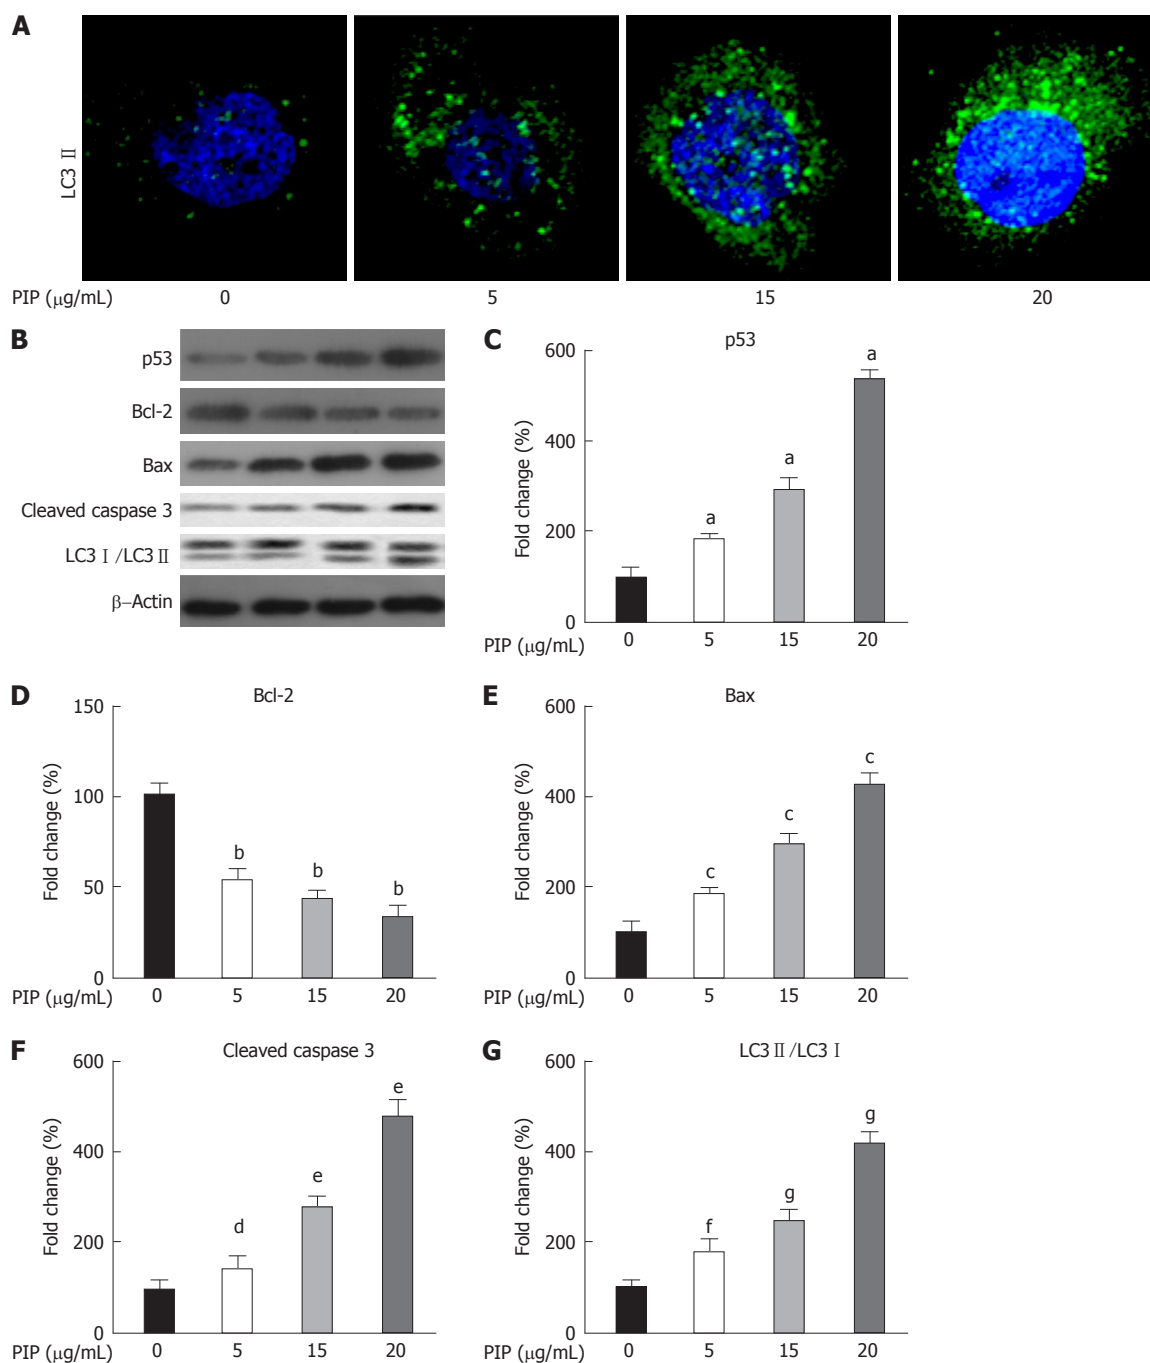 A
LC3 Ⅱ
PIP (μg/mL) 0 5 15 20
B
p53
Bcl-2
Bax
Cleaved caspase 3
LC3 Ⅰ /LC3 Ⅱ
β–Actin
C
p53
Fold change (%)
600
400
200
0
a
a
a
PIP (μg/mL) 0 5 15 20
D
Bcl-2
Fold change (%)
150
100
50
0
b
b
b
PIP (μg/mL) 0 5 15 20
E
Bax
Fold change (%)
600
400
200
0
c
c
c
PIP (μg/mL) 0 5 15 20
F
Cleaved caspase 3
Fold change (%)
600
400
200
0
d
e
e
PIP (μg/mL) 0 5 15 20
G
LC3 Ⅱ /LC3 Ⅰ
Fold change (%)
600
400
200
0
f
g
g
PIP (μg/mL) 0 5 15 20